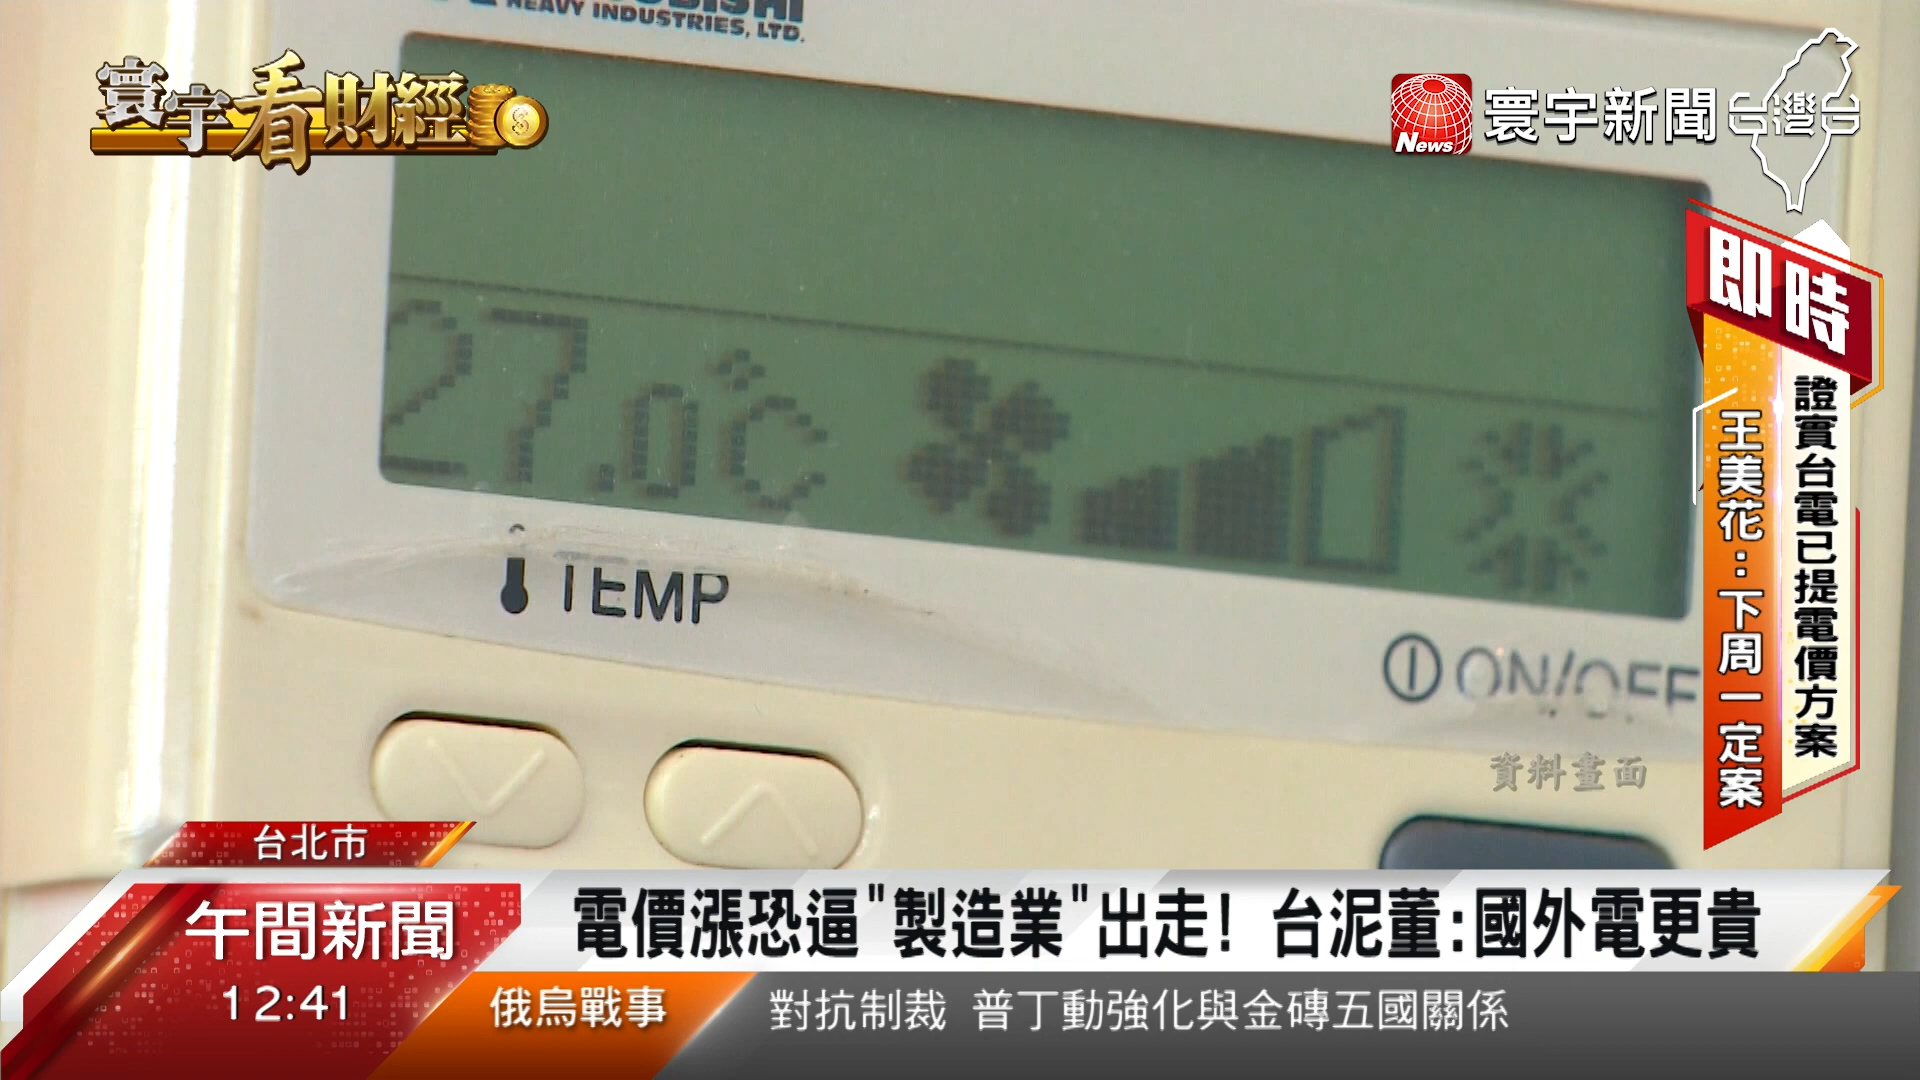 HEAVY INDUSTRIES, LTD.
寰宇看財經
News
寰宇新聞
台灣台
27.0℃
TEMP
ON/OFF
即時
證實台電已提電價方案
王美花:下周一定案
資料畫面
台北市
午間新聞
電價漲恐逼"製造業"出走! 台泥董:國外電更貴
12:41
俄烏戰事
對抗制裁 普丁動強化與金磚五國關係